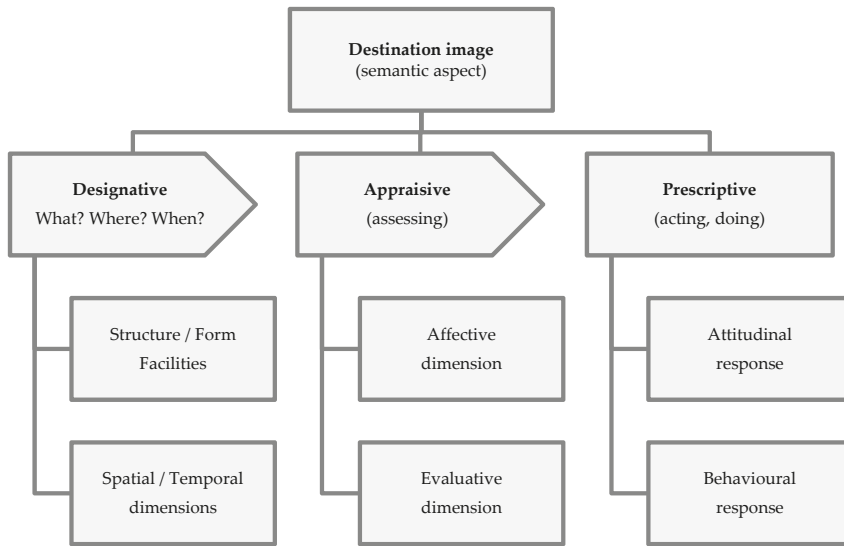 Destination image
(semantic aspect)
Designative
What? Where? When?
Appraisive
(assessing)
Prescriptive
(acting, doing)
Structure / Form
Facilities
Affective
dimension
Attitudinal
response
Spatial / Temporal
dimensions
Evaluative
dimension
Behavioural
response